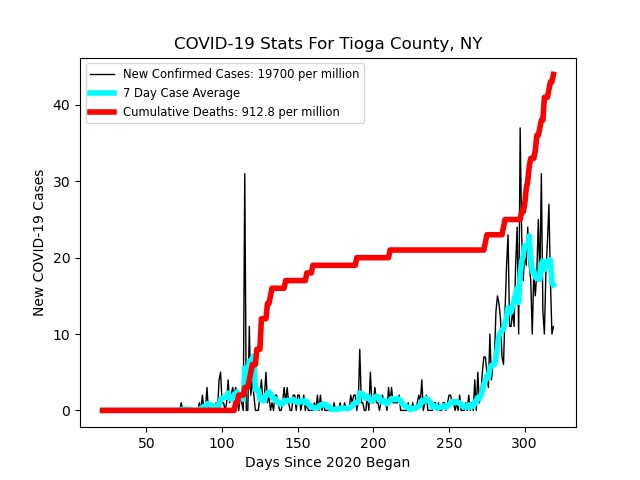 COVID-19 Stats For Tioga County, NY
New Confirmed Cases: 19700 per million
7 Day Case Average
Cumulative Deaths: 912.8 per million
New COVID-19 Cases
40
30
20
10
0
50
100
150
200
250
300
Days Since 2020 Began